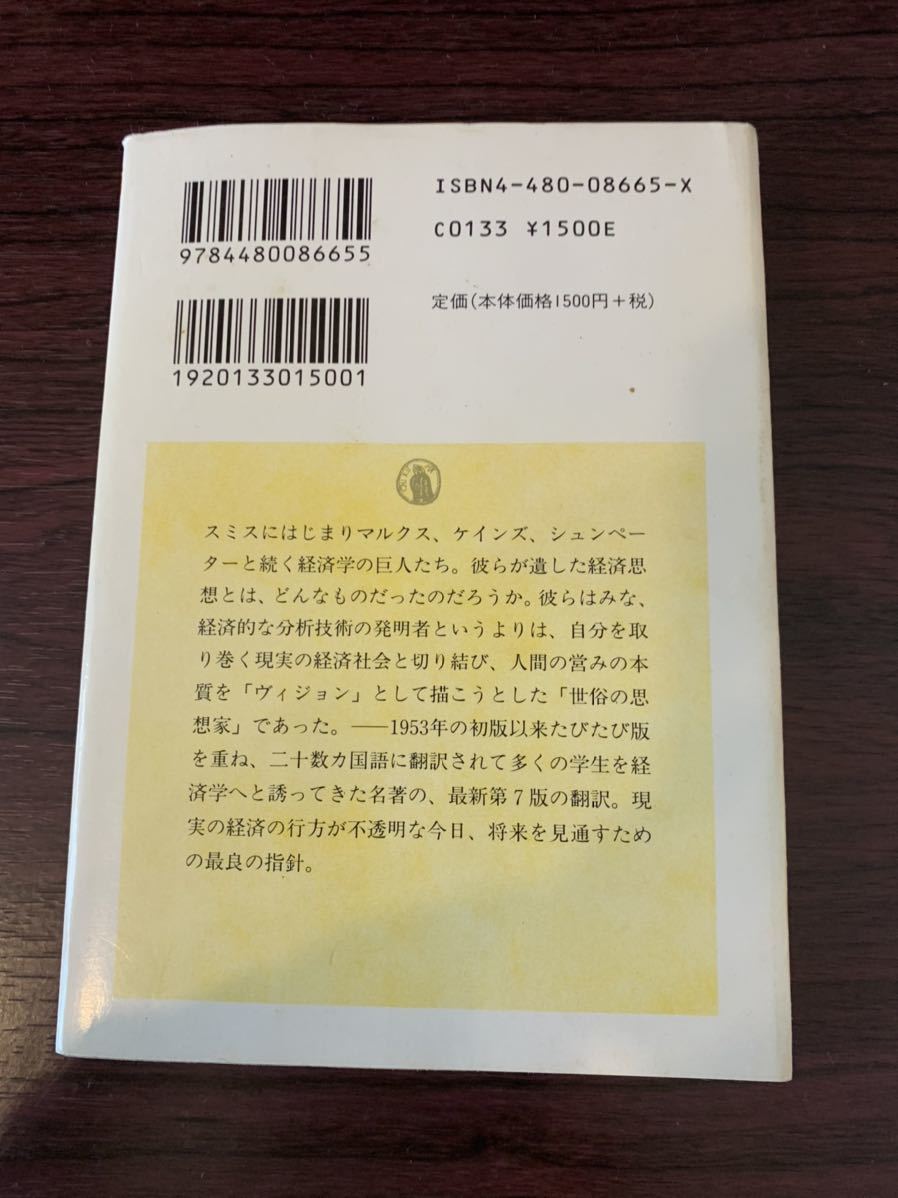 ISBN4-480-08665-X
9784480086655
C0133 ¥1500E
定価(本体価格1500円+税)
1920133015001
スミスにはじまりマルクス、ケインズ、シュンペー
ターと続く経済学の巨人たち。彼らが遺した経済思
想とは、どんなものだったのだろうか。彼らはみな、
経済的な分析技術の発明者というよりは、自分を取
り巻く現実の経済社会と切り結び、人間の営みの本
質を「ヴィジョン」として描こうとした「世俗の思
想家」であった。――1953年の初版以来たびたび版
を重ね、二十数カ国語に翻訳されて多くの学生を経
済学へと誘ってきた名著の、最新第7版の翻訳。現
実の経済の行方が不透明な今日、将来を見通すため
の最良の指針。